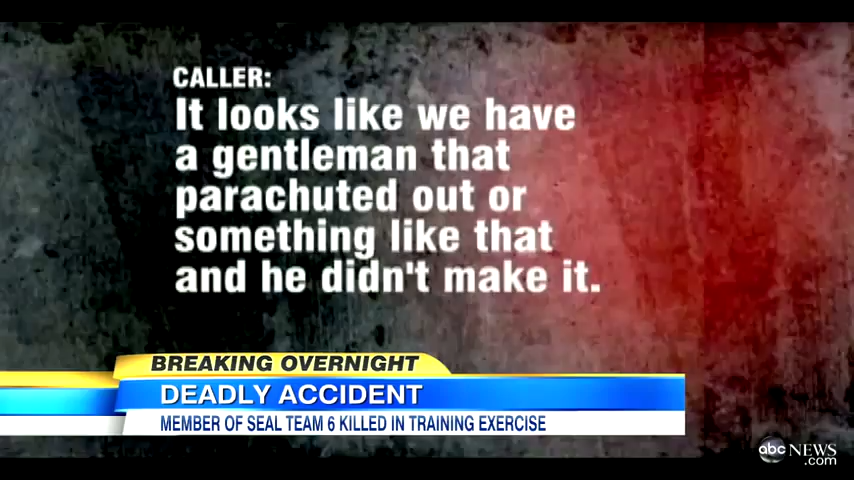 CALLER:
It looks like we have
a gentleman that
parachuted out or
something like that
and he didn't make it.
BREAKING OVERNIGHT
DEADLY ACCIDENT
MEMBER OF SEAL TEAM 6 KILLED IN TRAINING EXERCISE
abc NEWS
.com